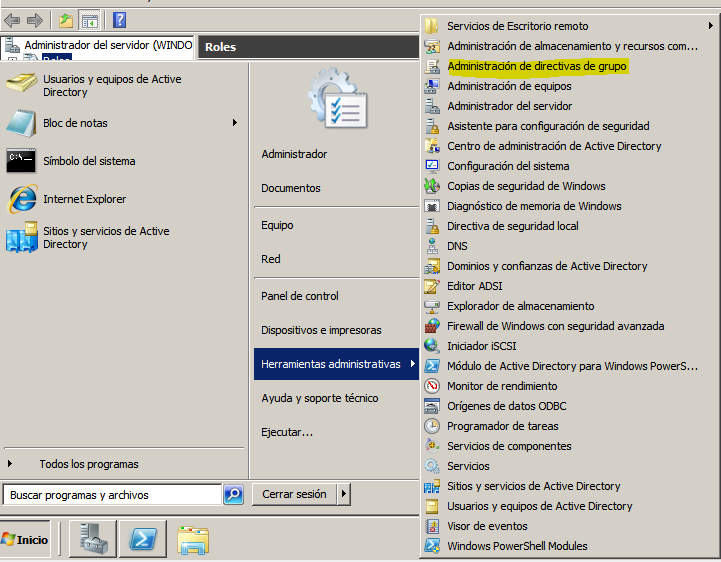 Administrador del servidor (WINDO
Roles
Roles
Usuarios y equipos de Active
Directory
Bloc de notas
C:\
Símbolo del sistema
Internet Explorer
Sitios y servicios de Active
Directory
Todos los programas
Buscar programas y archivos
Administrador
Documentos
Equipo
Red
Panel de control
Dispositivos e impresoras
Herramientas administrativas
Ayuda y soporte técnico
Ejecutar...
Cerrar sesión
Servicios de Escritorio remoto
Administración de almacenamiento y recursos com...
Administración de directivas de grupo
Administración de equipos
Administrador del servidor
Asistente para configuración de seguridad
Centro de administración de Active Directory
Configuración del sistema
Copias de seguridad de Windows
Diagnóstico de memoria de Windows
Directiva de seguridad local
DNS
Dominios y confianzas de Active Directory
Editor ADSI
Explorador de almacenamiento
Firewall de Windows con seguridad avanzada
Iniciador iSCSI
Módulo de Active Directory para Windows PowerS...
Monitor de rendimiento
Orígenes de datos ODBC
Programador de tareas
Servicios de componentes
Servicios
Sitios y servicios de Active Directory
Usuarios y equipos de Active Directory
Visor de eventos
Windows PowerShell Modules
Inicio